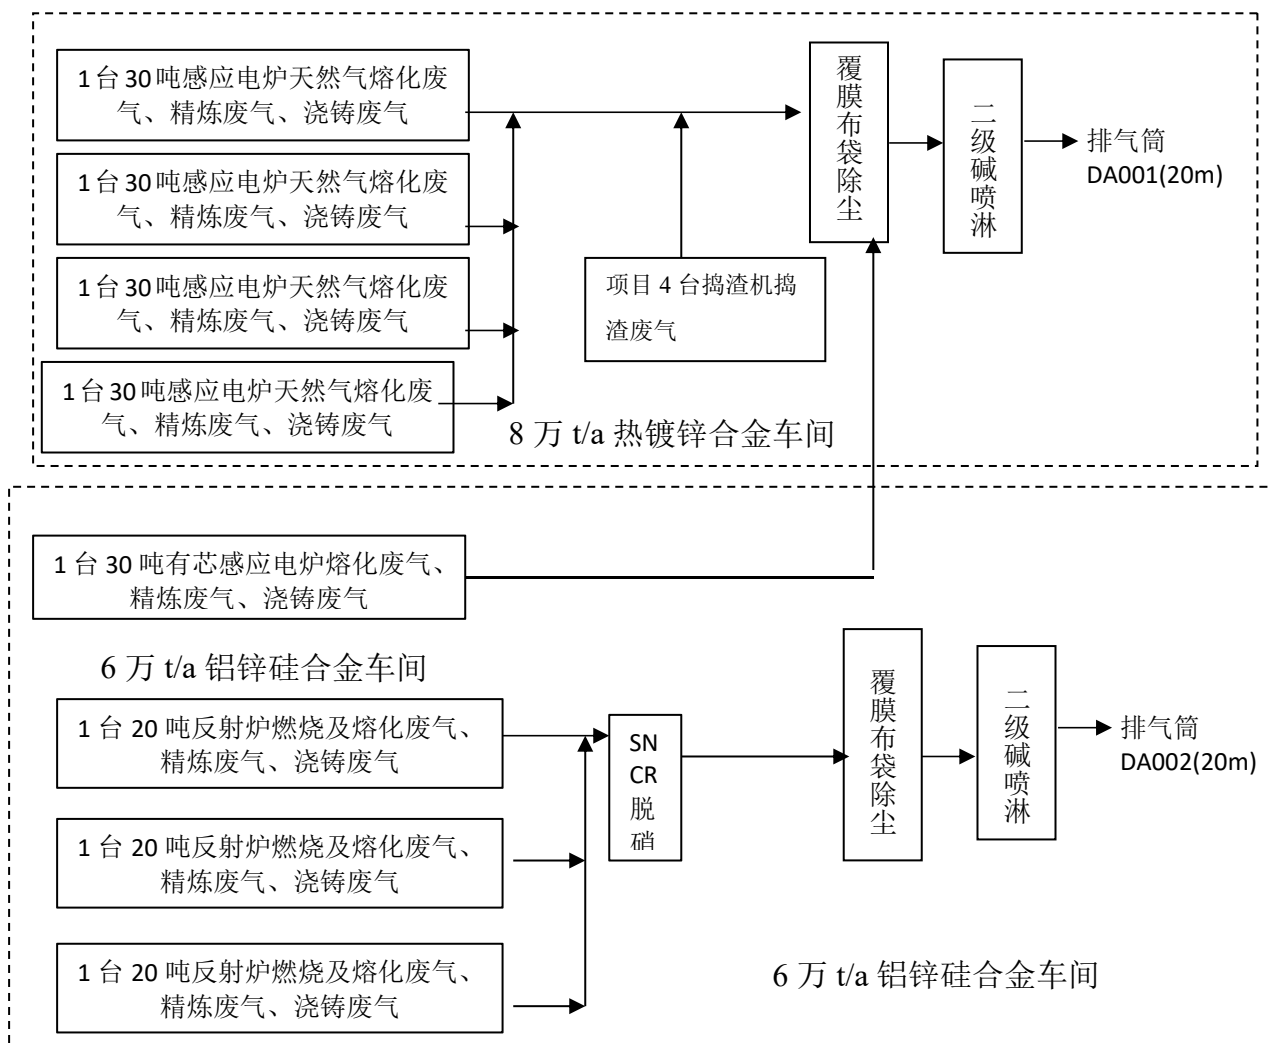 1台30吨感应电炉天然气熔化废
气、精炼废气、浇铸废气
1台30吨感应电炉天然气熔化废
气、精炼废气、浇铸废气
1台30吨感应电炉天然气熔化废
气、精炼废气、浇铸废气
1台30吨感应电炉天然气熔化废
气、精炼废气、浇铸废气
项目4台捣渣机捣
渣废气
覆膜布袋除尘
二级碱喷淋
排气筒
DA001(20m)
8万 t/a 热镀锌合金车间
1台30吨有芯感应电炉熔化废气、
精炼废气、浇铸废气
6万 t/a 铝锌硅合金车间
1台20吨反射炉燃烧及熔化废气、
精炼废气、浇铸废气
1台20吨反射炉燃烧及熔化废气、
精炼废气、浇铸废气
1台20吨反射炉燃烧及熔化废气、
精炼废气、浇铸废气
SN
CR
脱
硝
覆膜布袋除尘
二级碱喷淋
排气筒
DA002(20m)
6万 t/a 铝锌硅合金车间